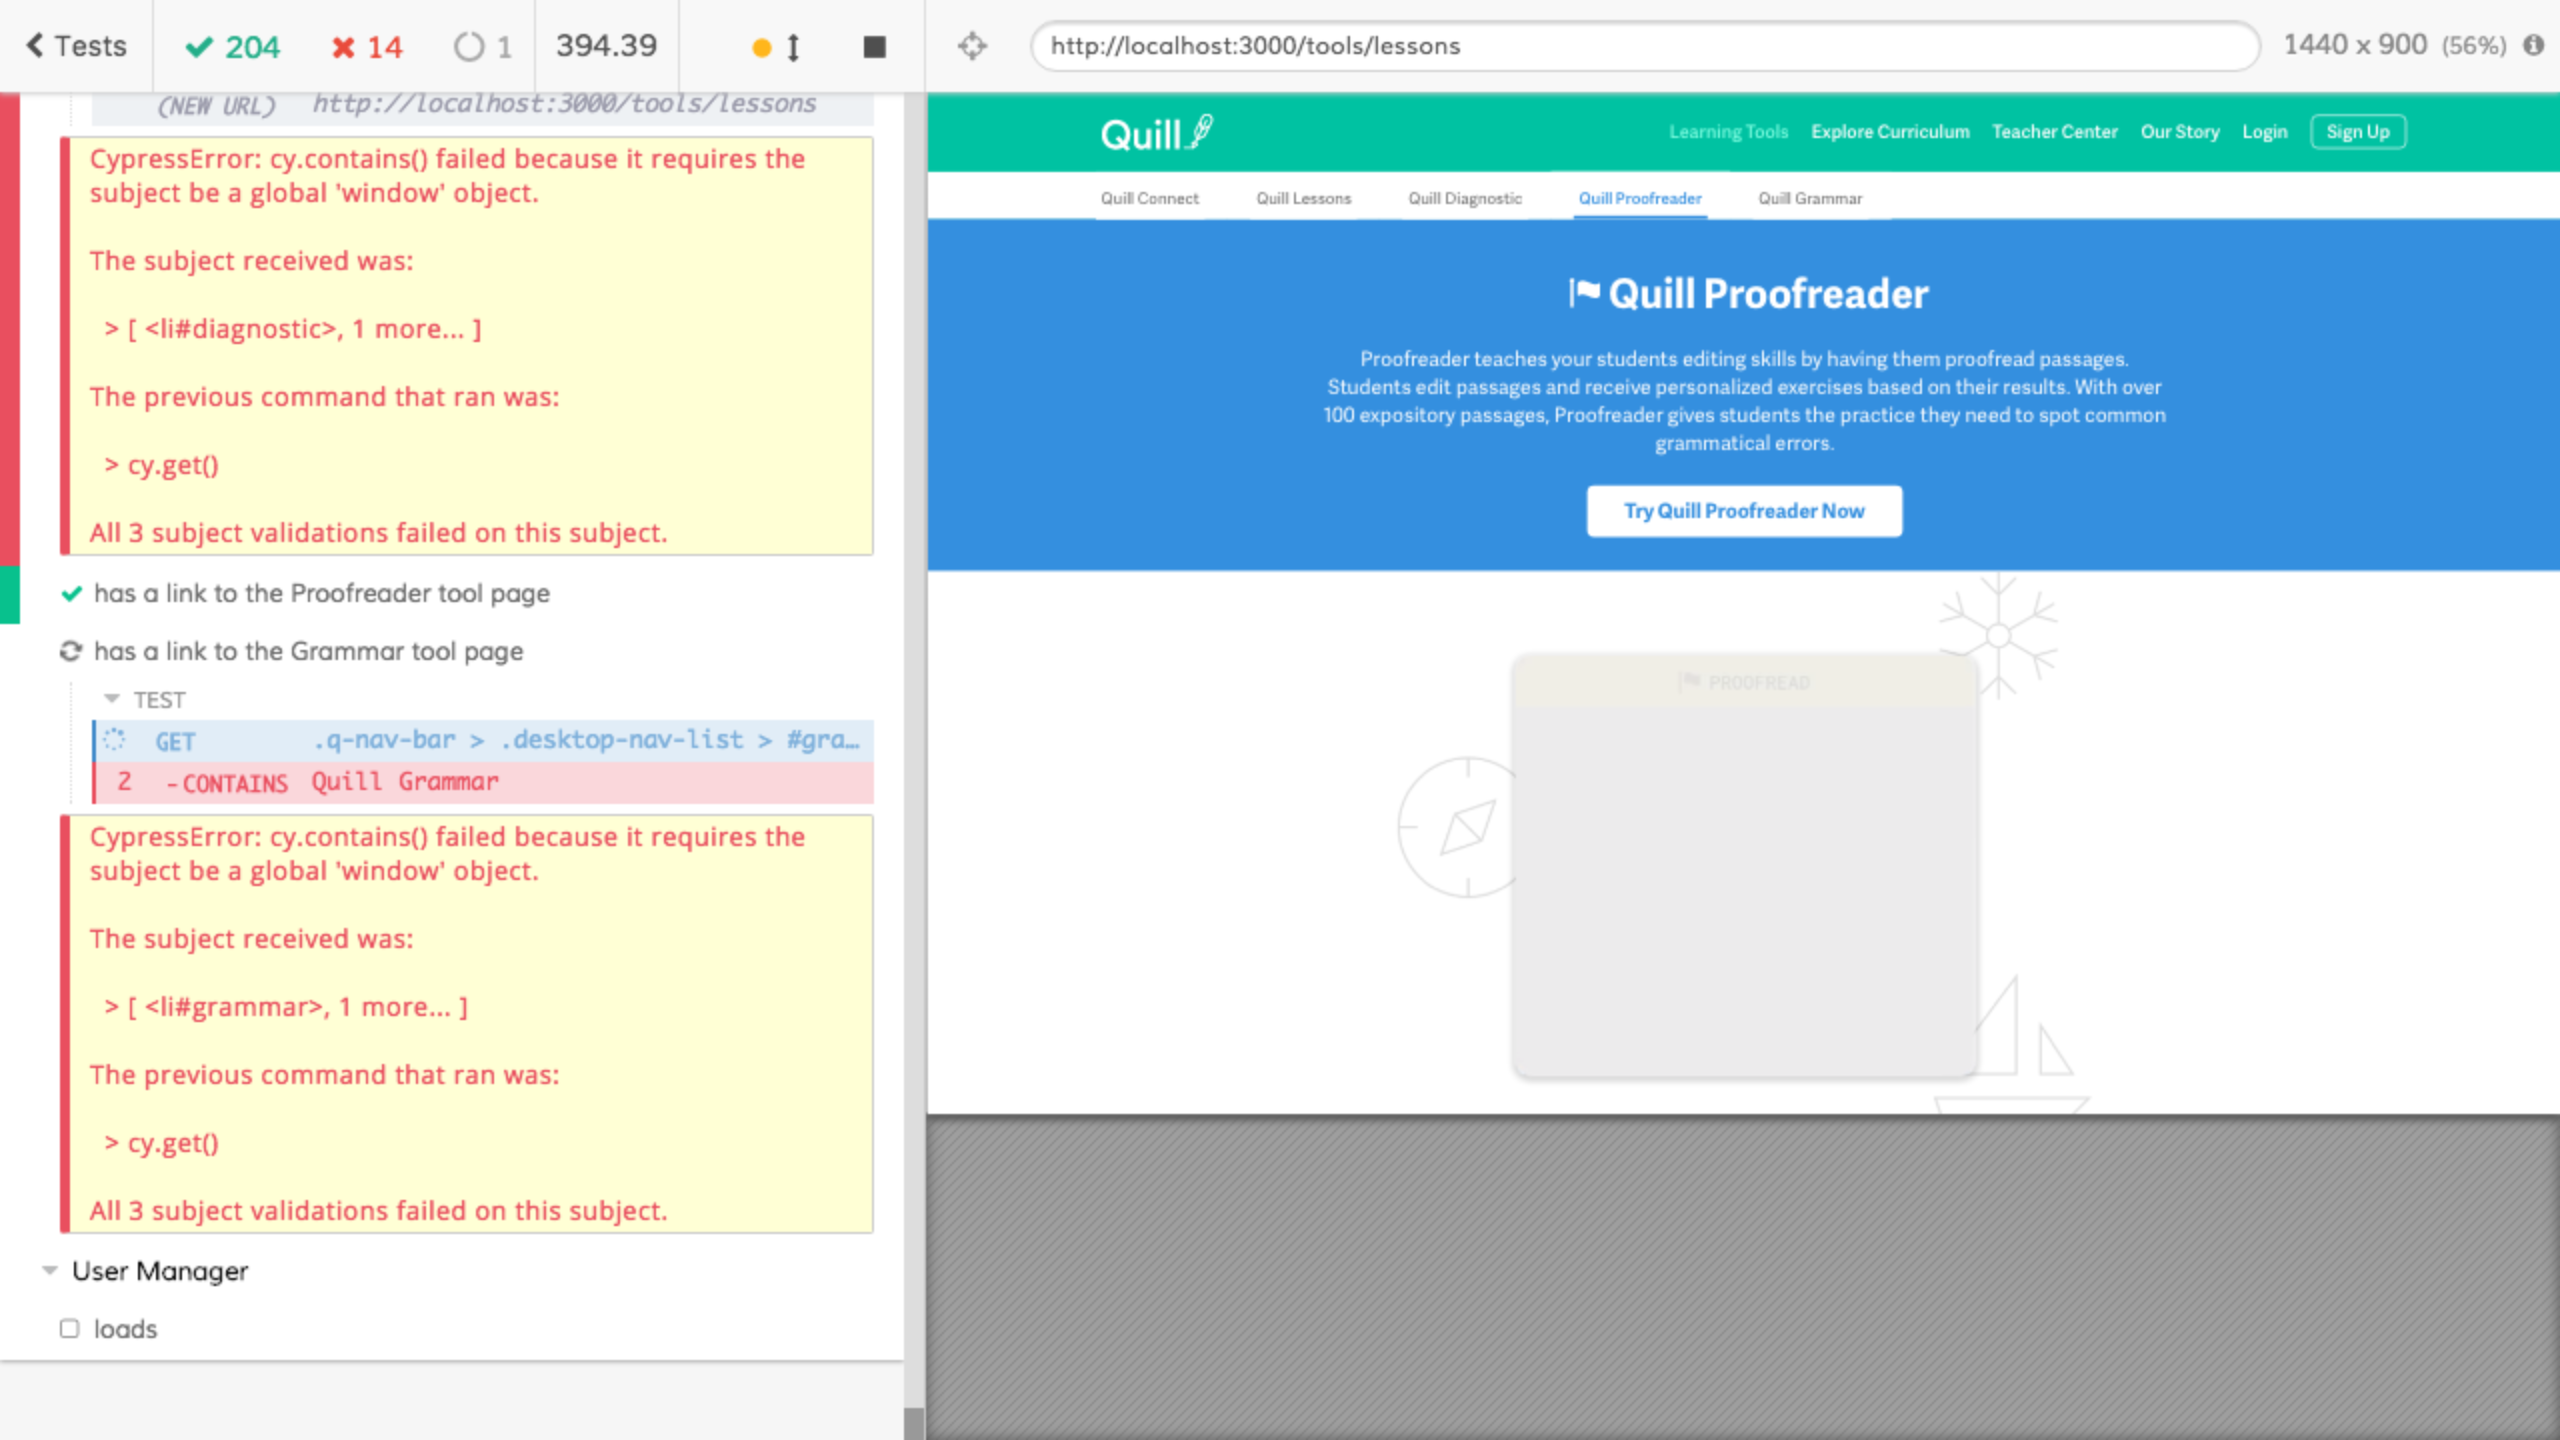 Tests
204
14
1
394.39
http://localhost:3000/tools/lessons
1440 x 900 (56%)
(NEW URL) http://localhost:3000/tools/lessons
CypressError: cy.contains() failed because it requires the
subject be a global 'window' object.
The subject received was:
> [ <li#diagnostic>, 1 more... ]
The previous command that ran was:
> cy.get()
All 3 subject validations failed on this subject.
has a link to the Proofreader tool page
has a link to the Grammar tool page
TEST
GET .q-nav-bar > .desktop-nav-list > #gra…
2 -CONTAINS Quill Grammar
CypressError: cy.contains() failed because it requires the
subject be a global 'window' object.
The subject received was:
> [ <li#grammar>, 1 more... ]
The previous command that ran was:
> cy.get()
All 3 subject validations failed on this subject.
User Manager
loads
Quill
Learning Tools Explore Curriculum Teacher Center Our Story Login Sign Up
Quill Connect Quill Lessons Quill Diagnostic Quill Proofreader Quill Grammar
Quill Proofreader
Proofreader teaches your students editing skills by having them proofread passages.
Students edit passages and receive personalized exercises based on their results. With over
100 expository passages, Proofreader gives students the practice they need to spot common
grammatical errors.
Try Quill Proofreader Now
PROOFREAD